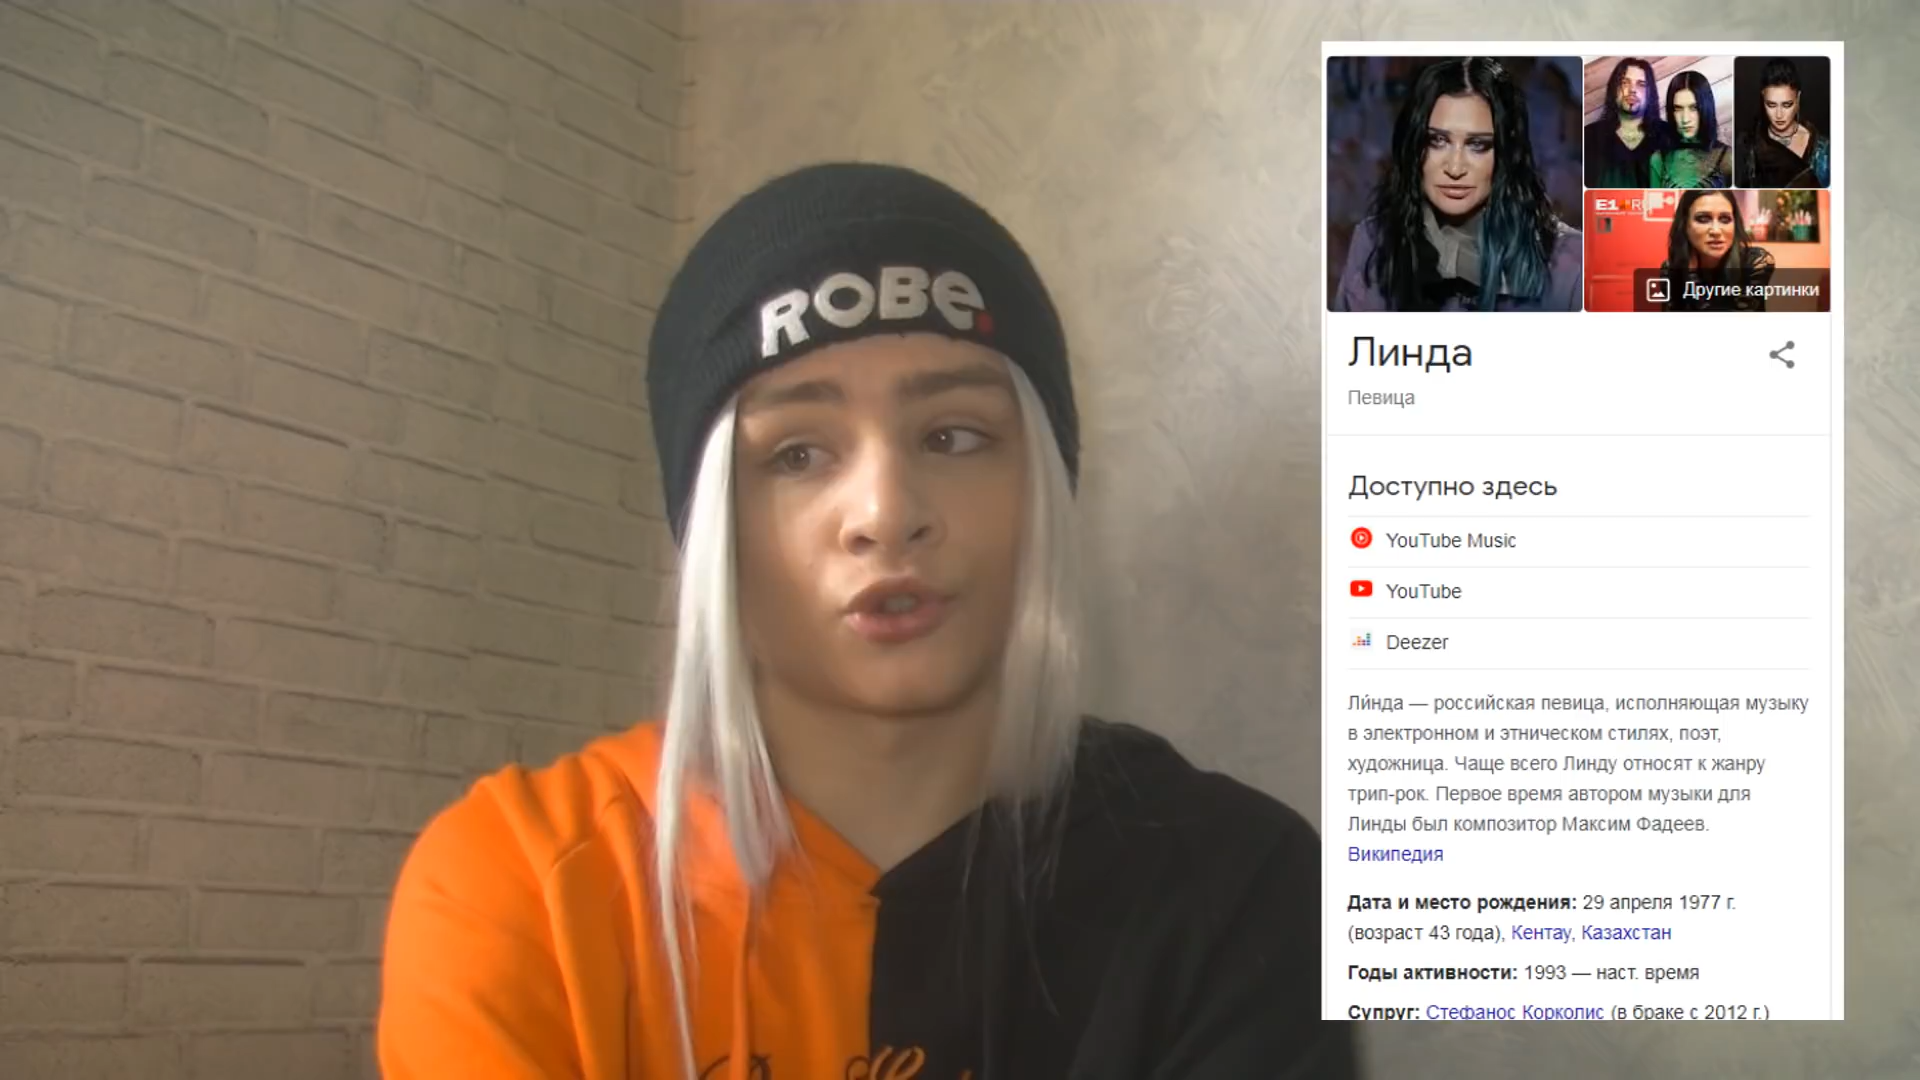 ROBE.
E1.RU
Другие картинки
Линда
Певица
Доступно здесь
YouTube Music
YouTube
Deezer
Ли́нда — российская певица, исполняющая музыку
в электронном и этническом стилях, поэт,
художница. Чаще всего Линду относят к жанру
трип-рок. Первое время автором музыки для
Линды был композитор Максим Фадеев.
Википедия
Дата и место рождения: 29 апреля 1977 г.
(возраст 43 года), Кентау, Казахстан
Годы активности: 1993 — наст. время
Супруг: Стефанос Корколис (в браке с 2012 г.)